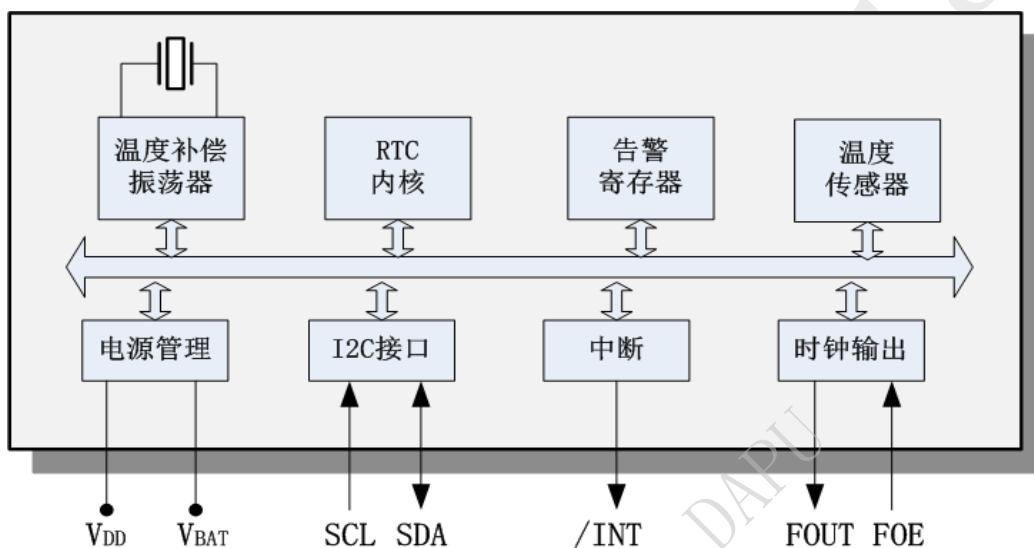 温度补偿
振荡器
RTC
内核
告警
寄存器
温度
传感器
电源管理
I2C接口
中断
时钟输出
VDD
VBAT
SCL
SDA
/INT
FOUT
FOE
DAPU